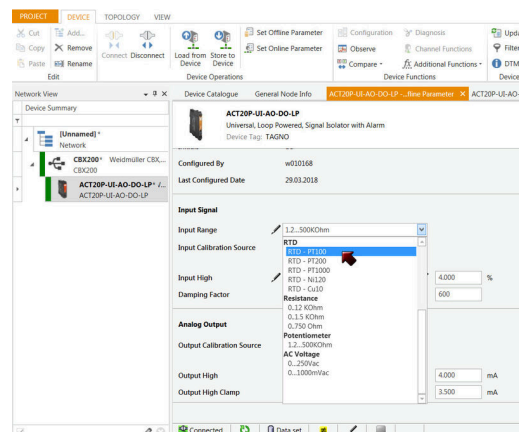 PROJECT DEVICE TOPOLOGY VIEW
Cut Add... Set Offline Parameter Configuration Diagnosis Upda
Copy Remove Connect Disconnect Load from Device Store to Device Set Online Parameter Observe Channel Functions Filter
Paste Rename Compare Additional Functions DTM
Edit Device Operations Device Functions Device
Network View Device Catalogue General Node Info ACT20P-UI-AO-DO-LP - ...ffline Parameter ACT20P-UI-AO-
Device Summary
ACT20P-UI-AO-DO-LP
Universal, Loop Powered, Signal Isolator with Alarm
Device Tag: TAGNO
[Unnamed]*
Network
CBX200* Weidmüller CBX,...
CBX200
ACT20P-UI-AO-DO-LP* /...
ACT20P-UI-AO-DO-LP
Configured By w010168
Last Configured Date 29.03.2018
Input Signal
Input Range 1.2...500KOhm
Input Calibration Source
RTD
RTD - PT100
RTD - PT200
RTD - PT1000
RTD - Ni120
RTD - Cu10
Resistance
0..12 KOhm
0..1.5 KOhm
0..750 Ohm
Potentiometer
1.2...500KOhm
AC Voltage
0...250Vac
0...1000mVac
Input High 4.000 %
Damping Factor 600
Analog Output
Output Calibration Source
Output High 4.000 mA
Output High Clamp 3.500 mA
Connected Data set